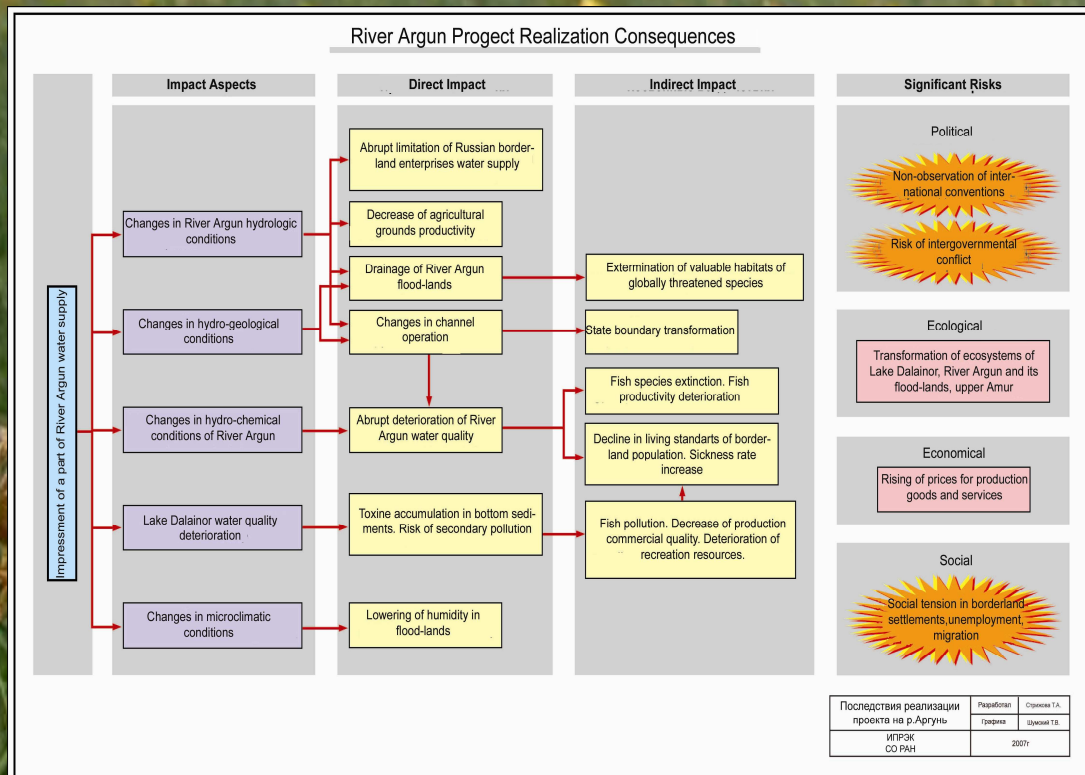 River Argun Progect Realization Consequences
Impressment of a part of River Argun water supply
Impact Aspects
Changes in River Argun hydrologic
conditions
Changes in hydro-geological
conditions
Changes in hydro-chemical
conditions of River Argun
Lake Dalainor water quality
deterioration
Changes in microclimatic
conditions
Direct Impact
Abrupt limitation of Russian border-
land enterprises water supply
Decrease of agricultural
grounds productivity
Drainage of River Argun
flood-lands
Changes in channel
operation
Abrupt deterioration of River
Argun water quality
Toxine accumulation in bottom sedi-
ments. Risk of secondary pollution
Lowering of humidity in
flood-lands
Indirect Impact
Extermination of valuable habitats of
globally threatened species
State boundary transformation
Fish species extinction. Fish
productivity deterioration
Decline in living standarts of border-
land population. Sickness rate
increase
Fish pollution. Decrease of production
commercial quality. Deterioration of
recreation resources.
Significant Risks
Political
Non-observation of inter-
national conventions
Risk of intergovernmental
conflict
Ecological
Transformation of ecosystems of
Lake Dalainor, River Argun and its
flood-lands, upper Amur
Economical
Rising of prices for production
goods and services
Social
Social tension in borderland
settlements,unemployment,
migration
Последствия реализации
проекта на р.Аргунь
Разработал
Стрижова Т.А.
Графика
Шумский Т.В.
ИПРЭК
СО РАН
2007г